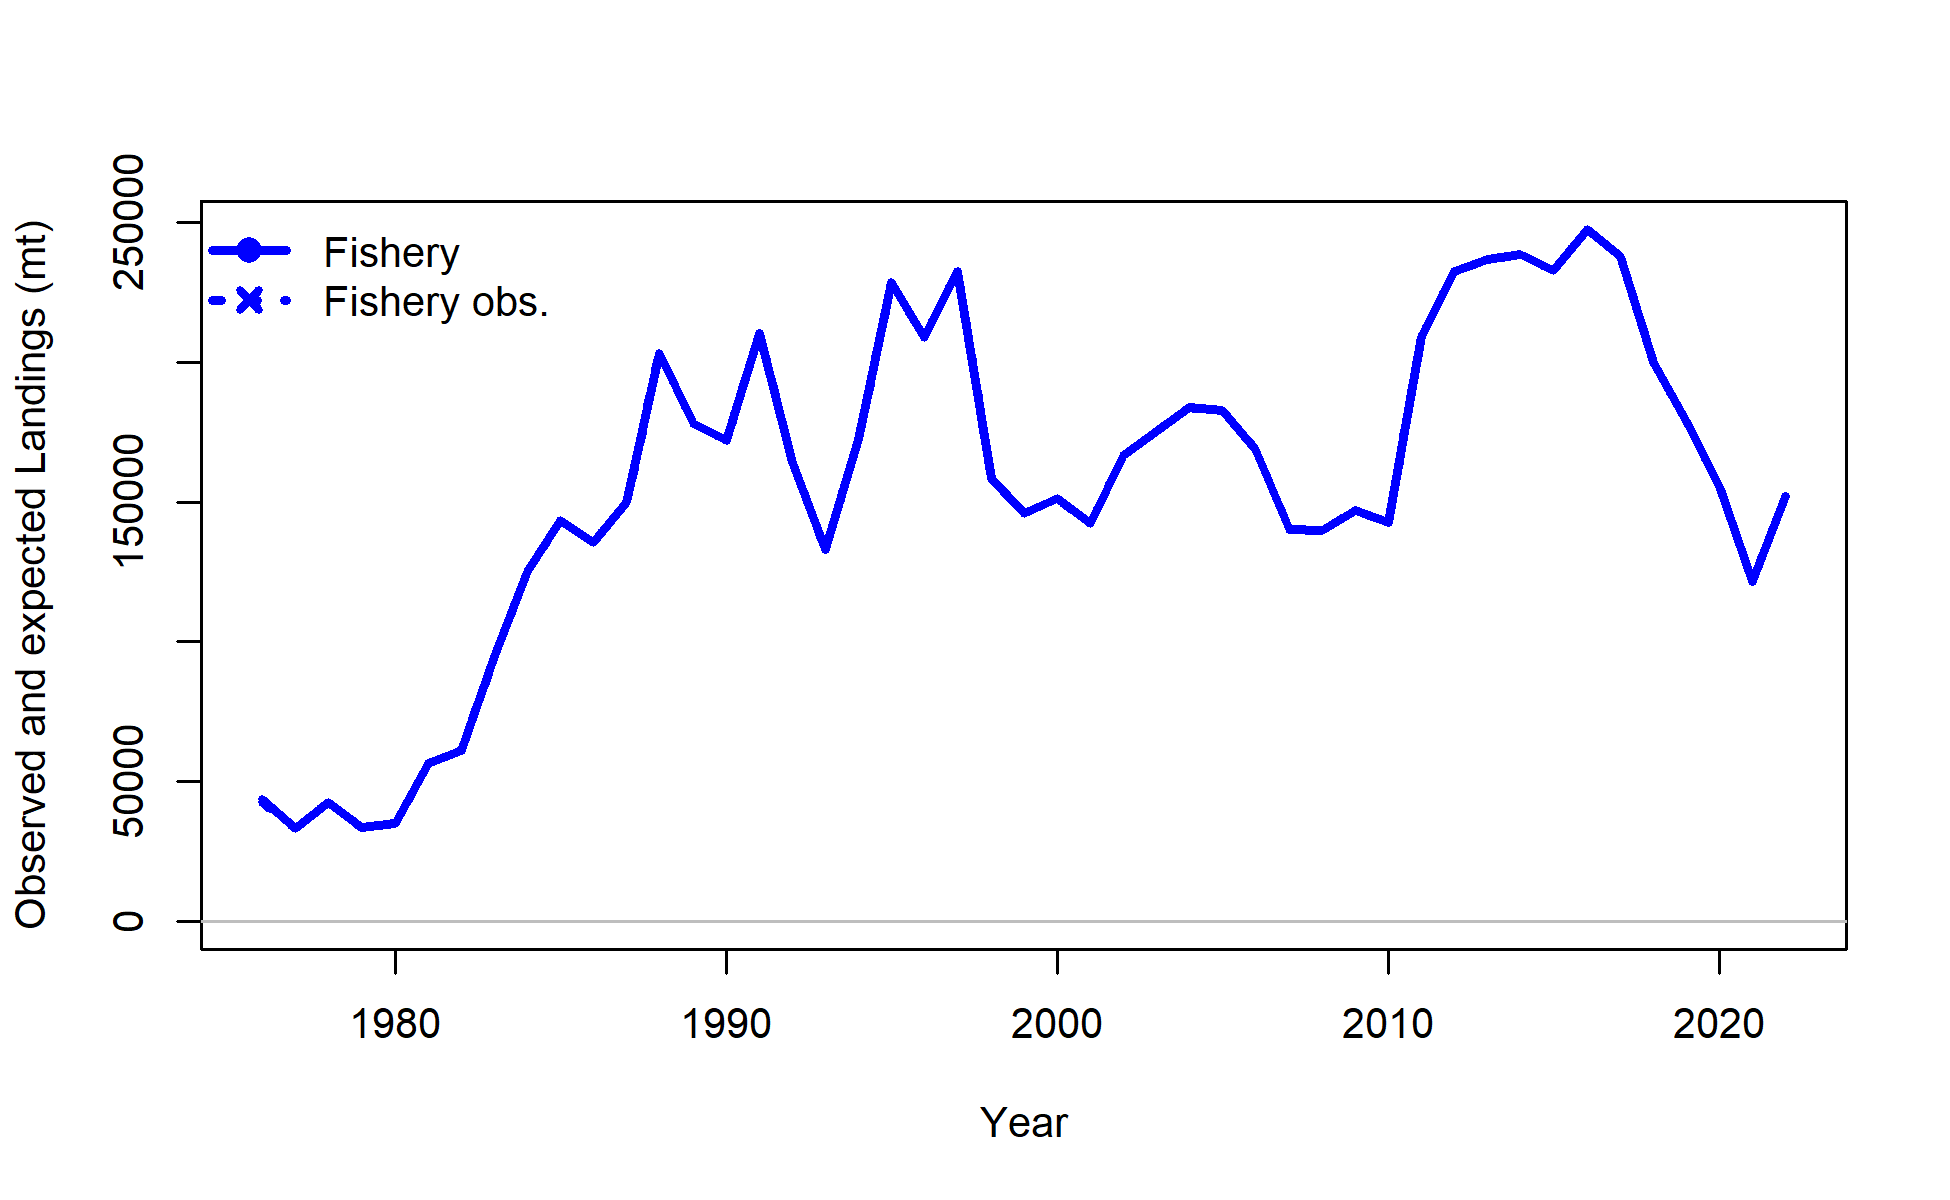 Observed and expected Landings (mt)
250000
150000
50000
0
Fishery
Fishery obs.
1980 1990 2000 2010 2020
Year